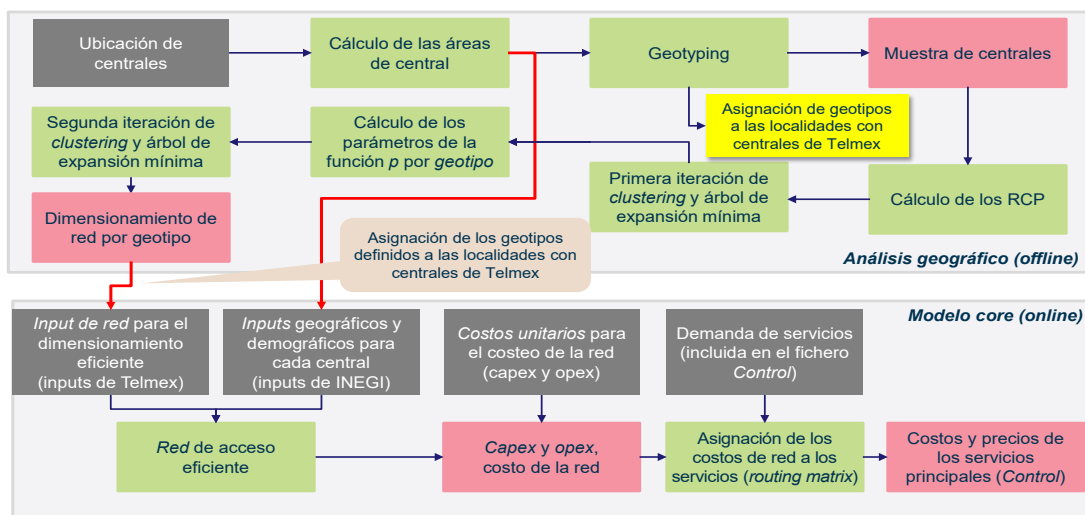 Ubicación de
centrales
Cálculo de las áreas
de central
Geotyping
Muestra de centrales
Asignación de geotipos
a las localidades con
centrales de Telmex
Segunda iteración de
clustering y árbol de
expansión mínima
Cálculo de los
parámetros de la
función p por geotipo
Primera iteración de
clustering y árbol de
expansión mínima
Cálculo de los RCP
Dimensionamiento de
red por geotipo
Asignación de los geotipos
definidos a las localidades con
centrales de Telmex
Análisis geográfico (offline)
Modelo core (online)
Input de red para el
dimensionamiento
eficiente
(inputs de Telmex)
Inputs geográficos y
demográficos para
cada central
(inputs de INEGI)
Costos unitarios para
el costeo de la red
(capex y opex)
Demanda de servicios
(incluida en el fichero
Control)
Red de acceso
eficiente
Capex y opex,
costo de la red
Asignación de los
costos de red a los
servicios (routing matrix)
Costos y precios de
los servicios
principales (Control)